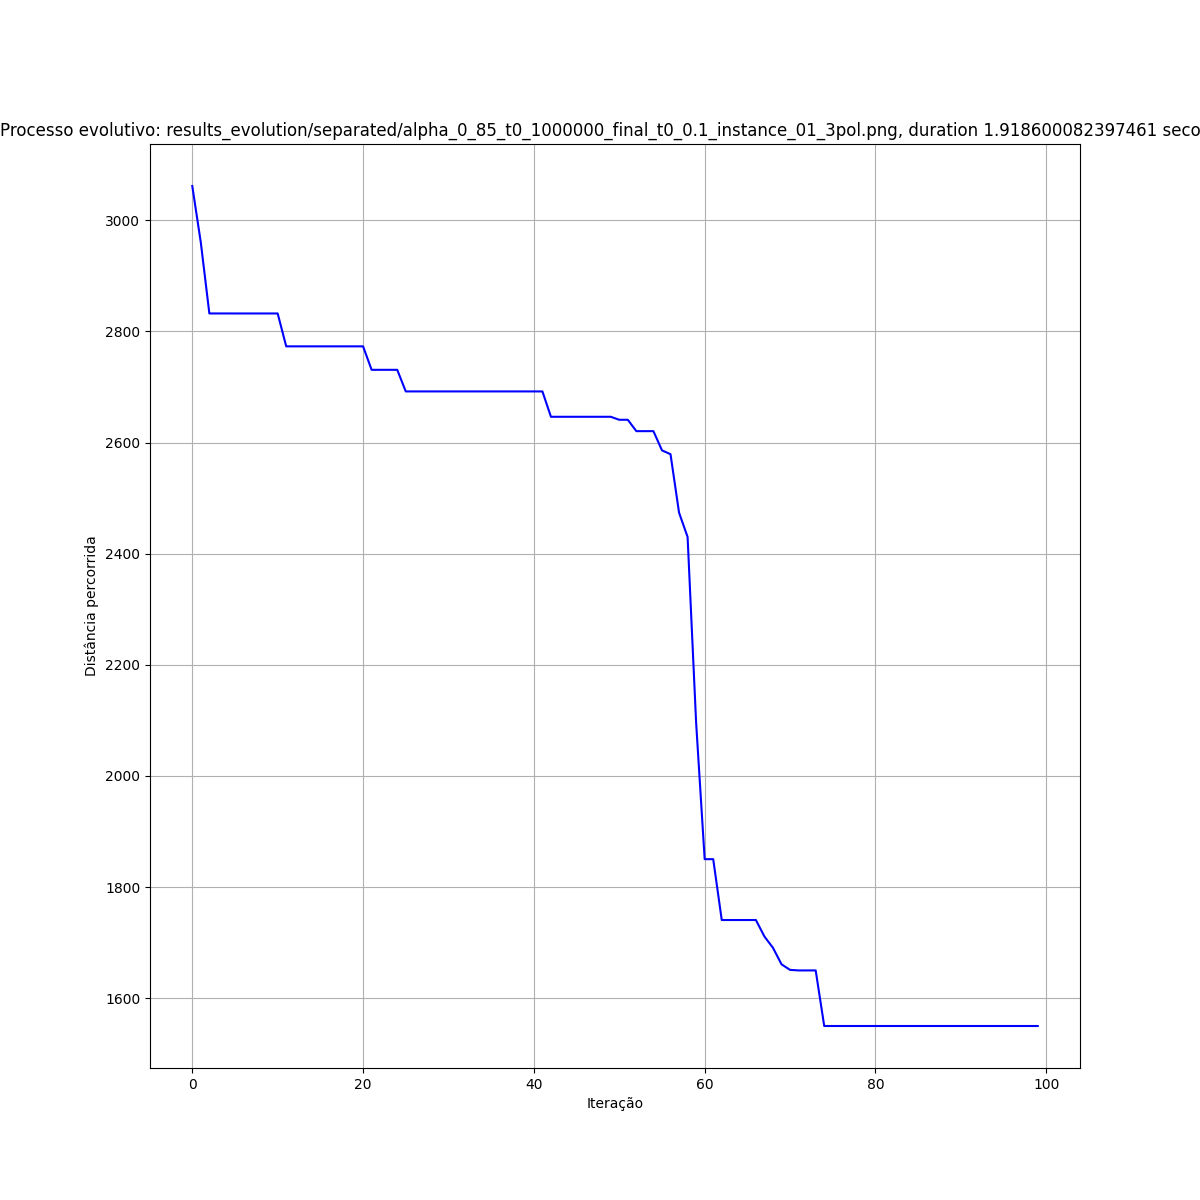 Processo evolutivo: results_evolution/separated/alpha_0_85_t0_1000000_final_t0_0.1_instance_01_3pol.png, duration 1.918600082397461 seco
3000
2800
2600
2400
2200
2000
1800
1600
Distância percorrida
0 20 40 60 80 100
Iteração